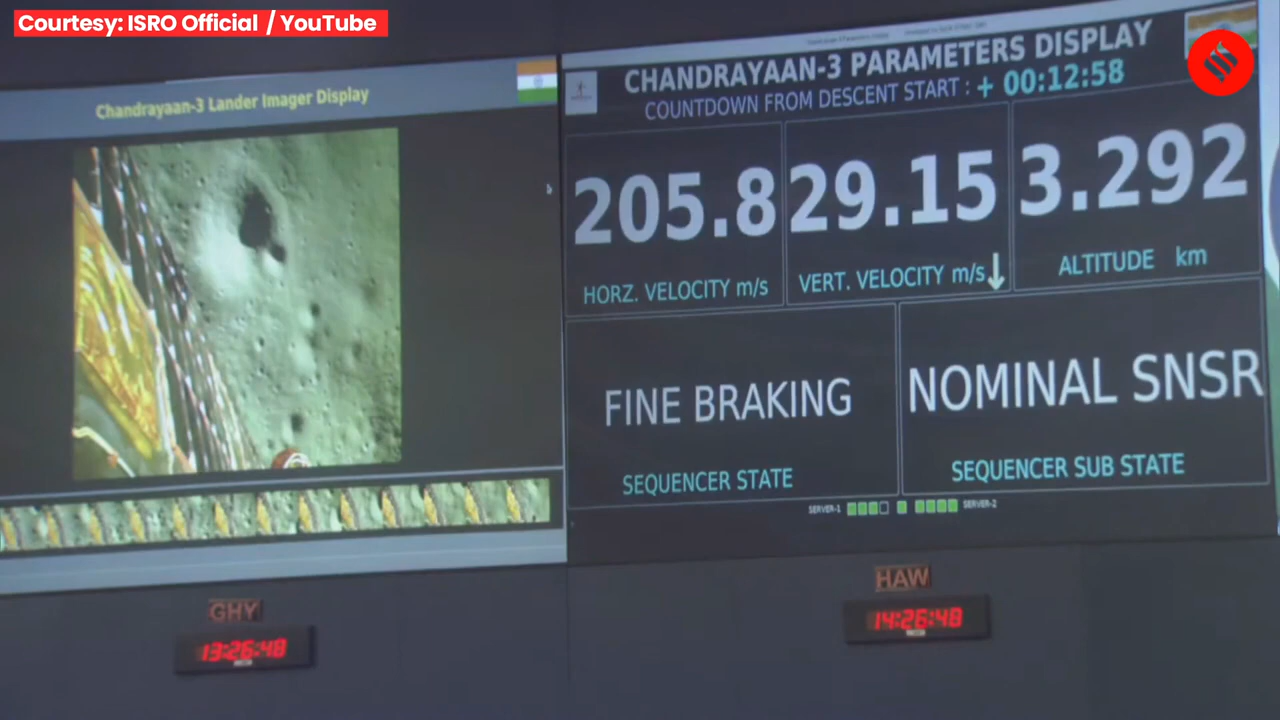 Courtesy: ISRO Official / YouTube
Chandrayaan-3 Lander Imager Display
CHANDRAYAAN-3 PARAMETERS DISPLAY
COUNTDOWN FROM DESCENT START : + 00:12:58
205.8
HORZ. VELOCITY m/s
29.15
VERT. VELOCITY m/s
3.292
ALTITUDE km
FINE BRAKING
SEQUENCER STATE
NOMINAL SNSR
SEQUENCER SUB STATE
SERVER-1
SERVER-2
GHY
13:26:48
HAW
14:26:48